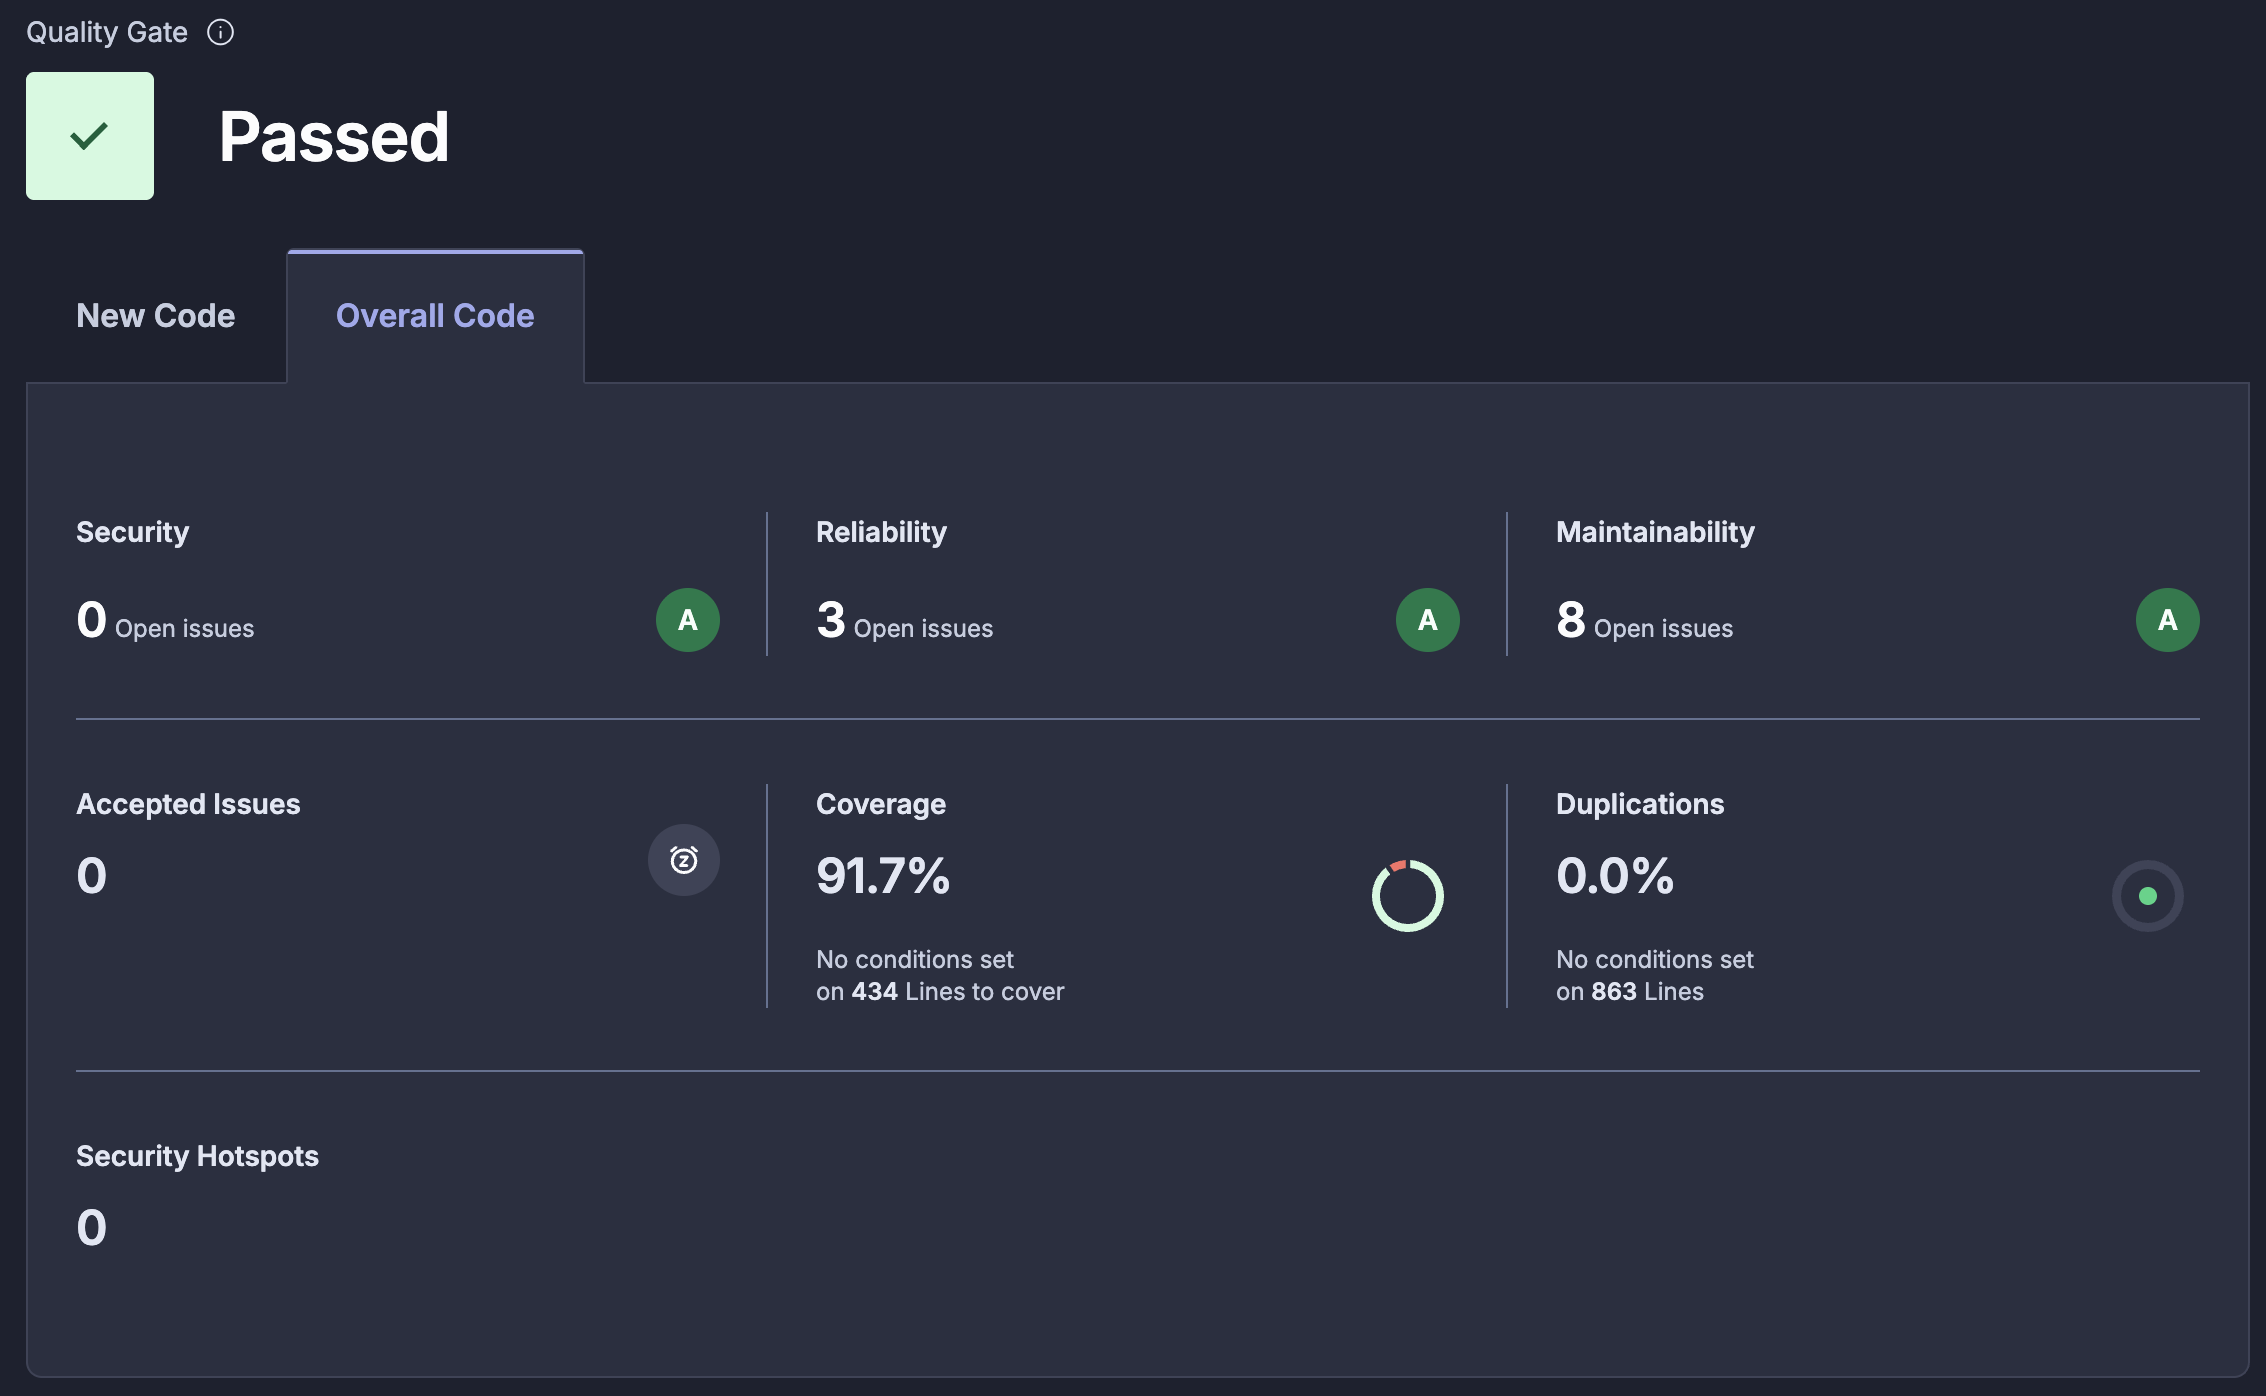 Quality Gate
Passed
New Code
Overall Code
Security
0 Open issues
A
Reliability
3 Open issues
A
Maintainability
8 Open issues
A
Accepted Issues
0
Coverage
91.7%
No conditions set
on 434 Lines to cover
Duplications
0.0%
No conditions set
on 863 Lines
Security Hotspots
0